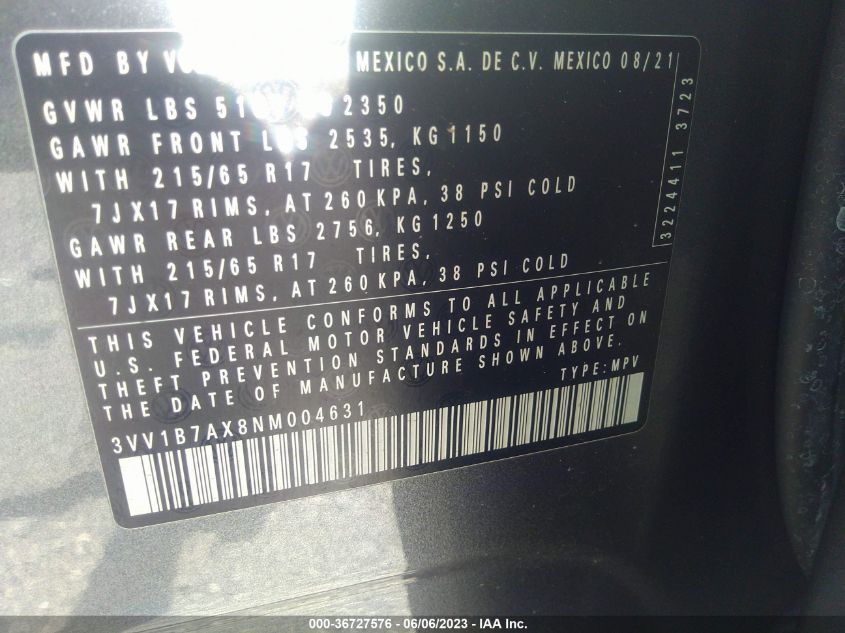 MFD BY MEXICO S.A. DE C.V. MEXICO 08/21
GVWR LBS 2350
GAWR FRONT 2535, KG 1150
WITH 215/65 R17 TIRES,
7JX17 RIMS, AT 260 KPA, 38 PSI COLD
GAWR REAR LBS 2756, KG 1250
WITH 215/65 R17 TIRES,
7JX17 RIMS, AT 260 KPA, 38 PSI COLD
3224411 3723
THIS VEHICLE CONFORMS TO ALL APPLICABLE
U.S. FEDERAL MOTOR VEHICLE SAFETY AND
THEFT PREVENTION STANDARDS IN EFFECT ON
THE DATE OF MANUFACTURE SHOWN ABOVE.
TYPE: MPV
3VV1B7AX8NM004631
000-36727576 - 06/06/2023 - IAA Inc.